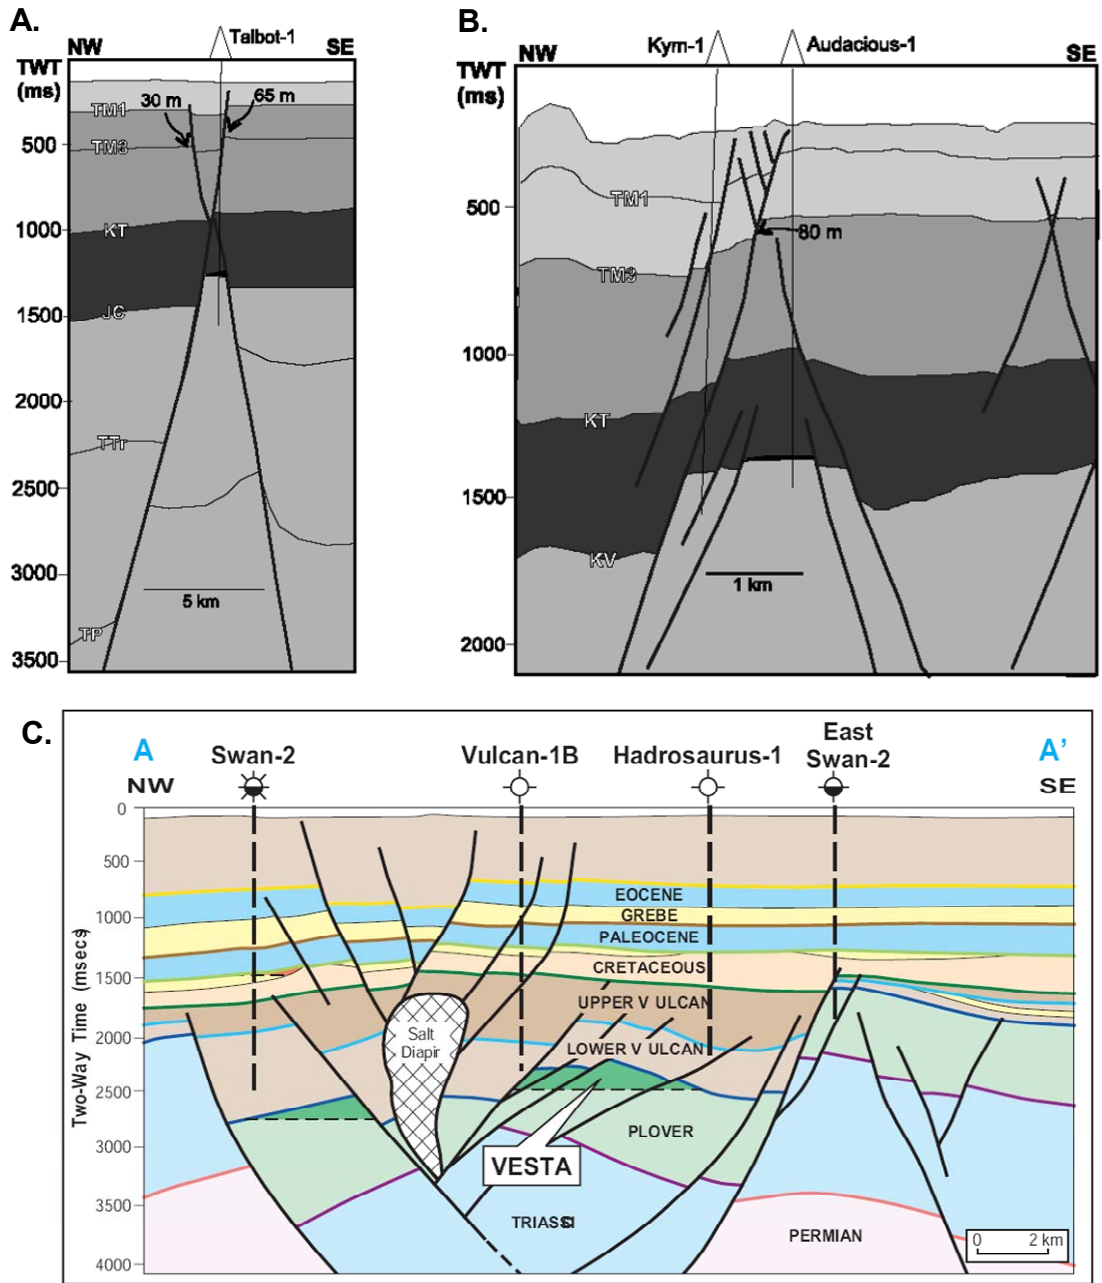 A.
Talbot-1
NW
SE
TWT
(ms)
TM1
30 m
65 m
500
TM3
1000
KT
1500
JC
2000
TTr
2500
3000
5 km
TP
3500
B.
Kym-1
Audacious-1
NW
SE
TWT
(ms)
500
TM1
80 m
TM3
1000
KT
1500
KV
1 km
2000
C.
A
Swan-2
Vulcan-1B
Hadrosaurus-1
East
Swan-2
A’
NW
SE
0
500
EOCENE
GREBE
1000
PALEOCENE
CRETACEOUS
1500
UPPER V ULCAN
Salt
Diapir
2000
LOWER V ULCAN
2500
PLOVER
3000
VESTA
3500
TRIASSI
PERMIAN
0 2 km
4000
Two-Way Time (msecs)